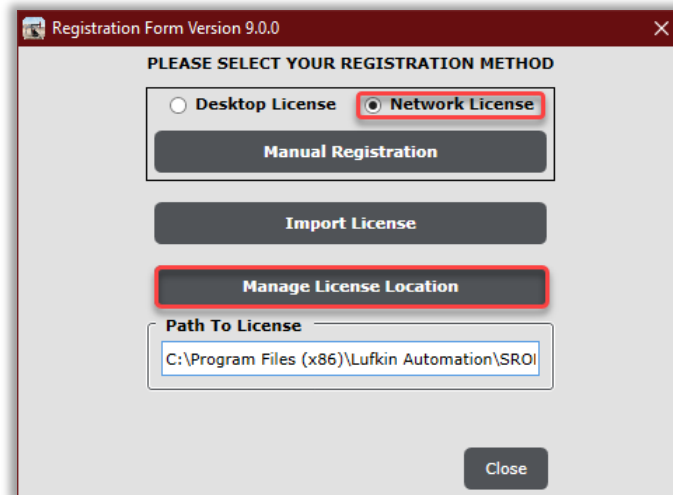 Registration Form Version 9.0.0
PLEASE SELECT YOUR REGISTRATION METHOD
Desktop License Network License
Manual Registration
Import License
Manage License Location
Path To License
C:\Program Files (x86)\Lufkin Automation\SROI
Close